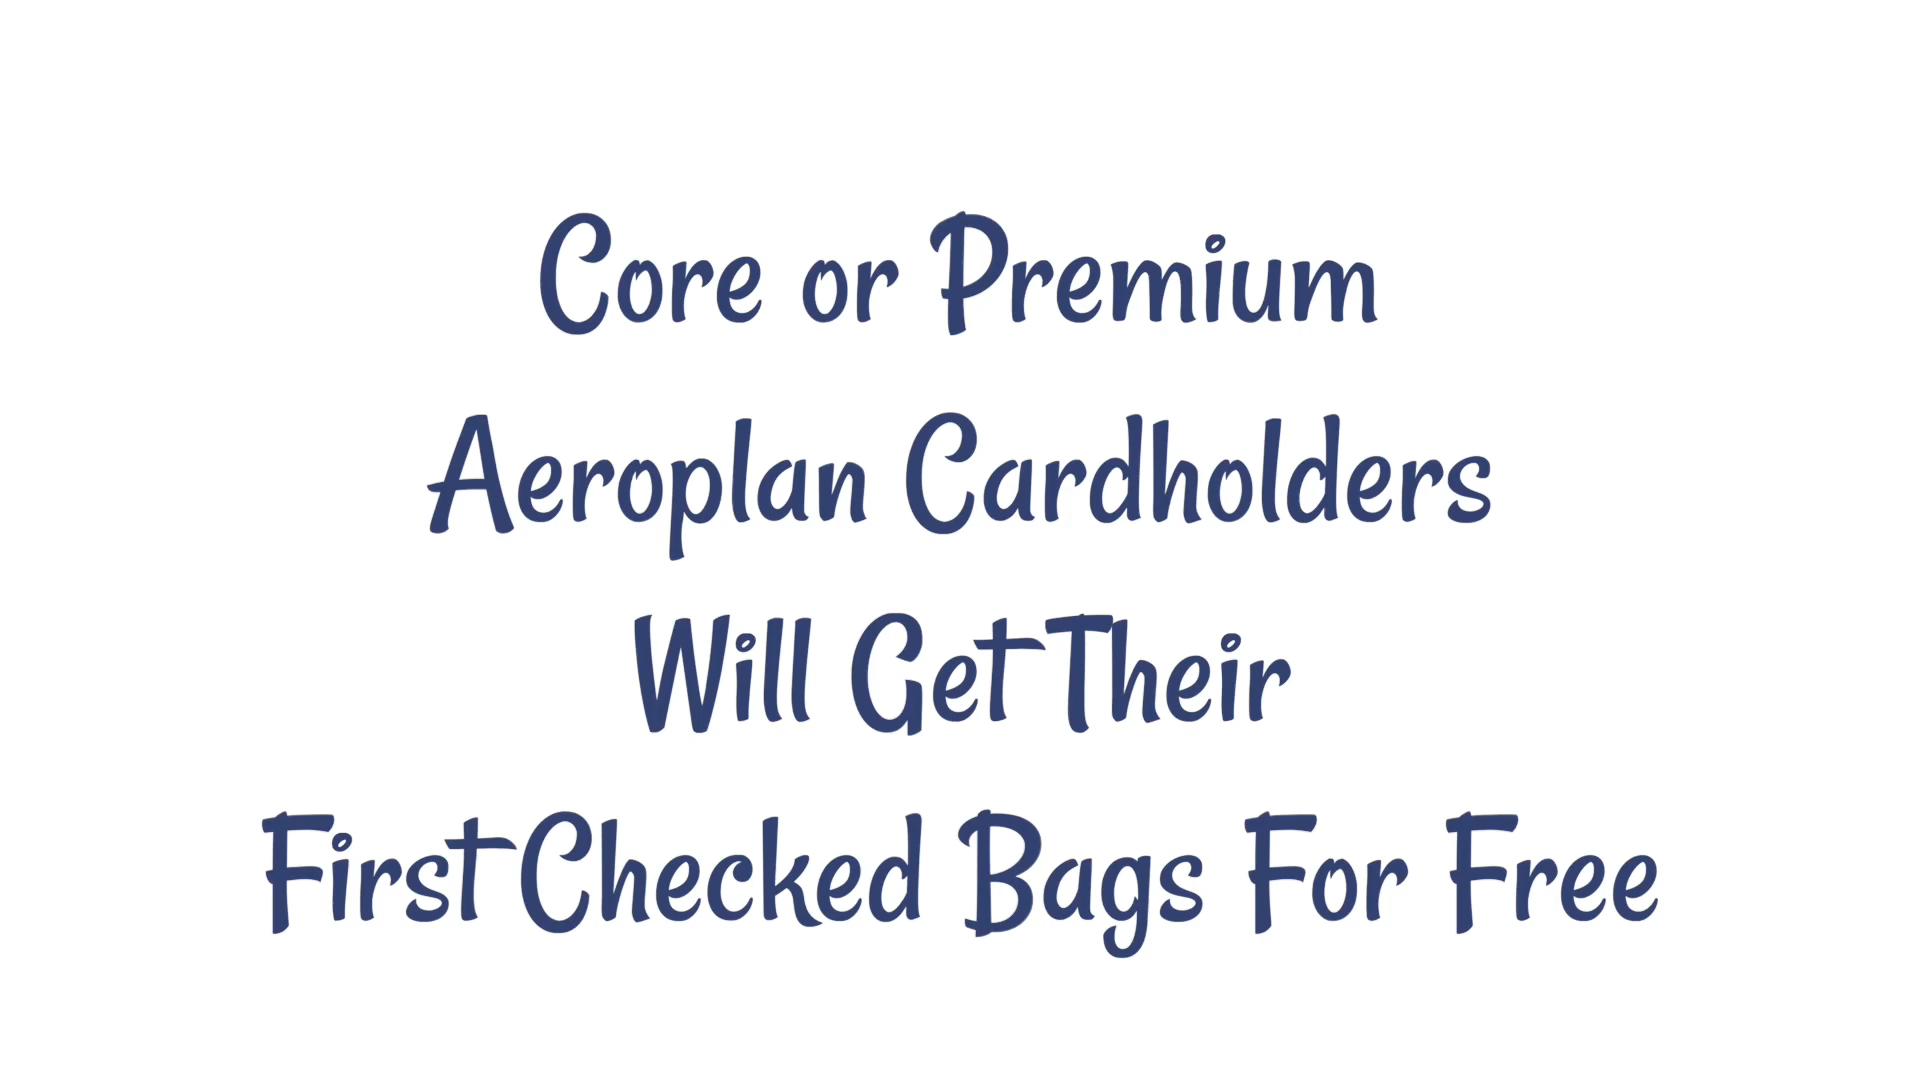 Core or Premium
Aeroplan Cardholders
Will Get Their
First Checked Bags For Free